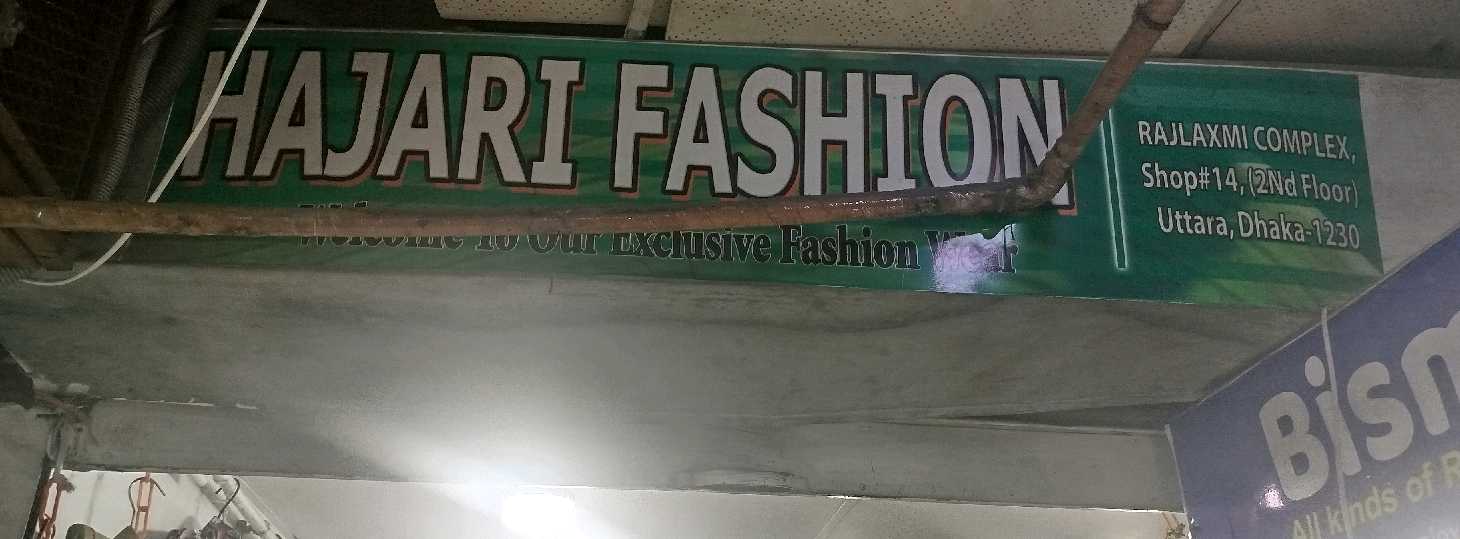 HAJARI FASHION
Welcome To Our Exclusive Fashion Wear
RAJLAXMI COMPLEX,
Shop#14, (2Nd Floor)
Uttara, Dhaka-1230
Bism
All kinds of R